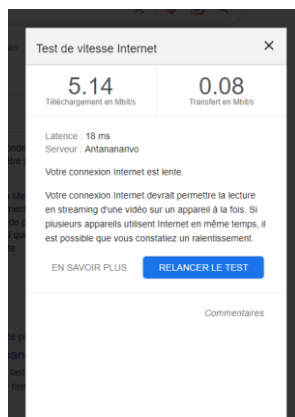 Test de vitesse Internet
5.14
0.08
Téléchargement en Mbit/s
Transfert en Mbit/s
Latence : 18 ms
Serveur : Antananarivo
Votre connexion Internet est lente.
Votre connexion Internet devrait permettre la lecture
en streaming d'une vidéo sur un appareil à la fois. Si
plusieurs appareils utilisent Internet en même temps, il
est possible que vous constatiez un ralentissement.
EN SAVOIR PLUS
RELANCER LE TEST
Commentaires